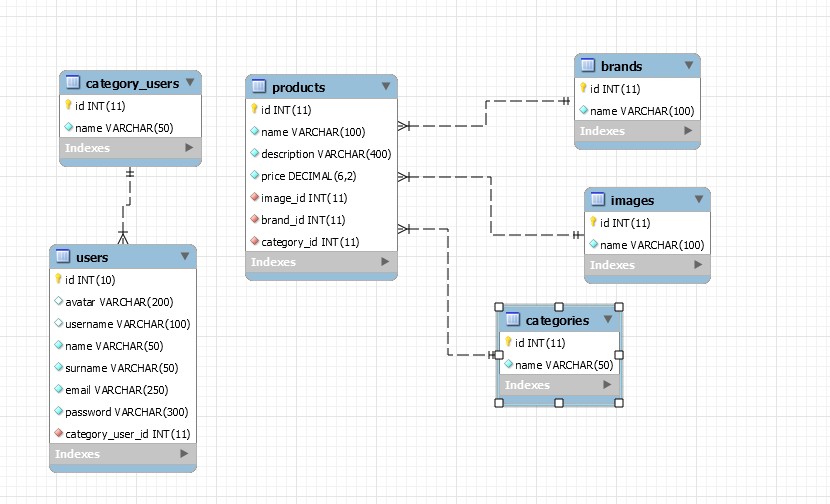 category_users
id INT(11)
name VARCHAR(50)
Indexes
users
id INT(10)
avatar VARCHAR(200)
username VARCHAR(100)
name VARCHAR(50)
surname VARCHAR(50)
email VARCHAR(250)
password VARCHAR(300)
category_user_id INT(11)
Indexes
products
id INT(11)
name VARCHAR(100)
description VARCHAR(400)
price DECIMAL(6,2)
image_id INT(11)
brand_id INT(11)
category_id INT(11)
Indexes
brands
id INT(11)
name VARCHAR(100)
Indexes
images
id INT(11)
name VARCHAR(100)
Indexes
categories
id INT(11)
name VARCHAR(50)
Indexes